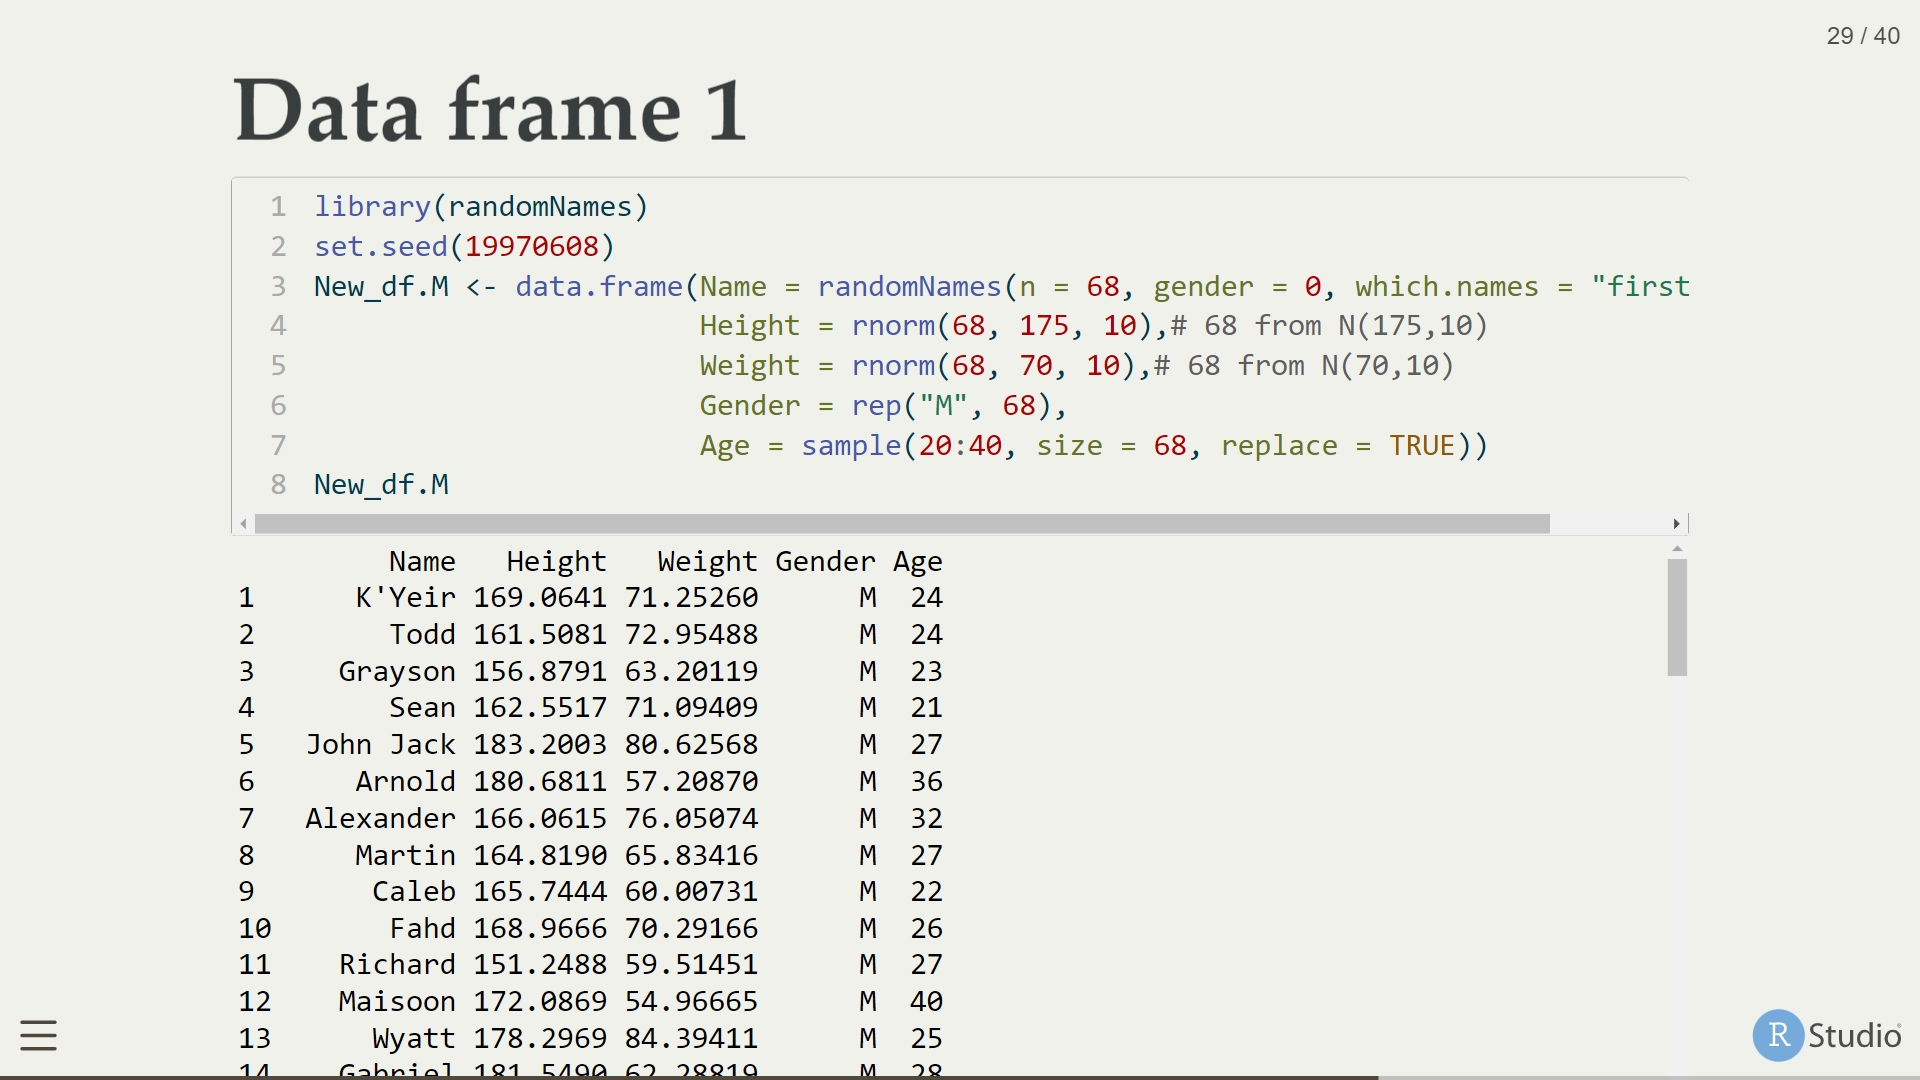 29 / 40
Data frame 1
1 library(randomNames)
2 set.seed(19970608)
3 New_df.M <- data.frame(Name = randomNames(n = 68, gender = 0, which.names = "first
4 Height = rnorm(68, 175, 10),# 68 from N(175,10)
5 Weight = rnorm(68, 70, 10),# 68 from N(70,10)
6 Gender = rep("M", 68),
7 Age = sample(20:40, size = 68, replace = TRUE))
8 New_df.M
Name Height Weight Gender Age
1 K'Yeir 169.0641 71.25260 M 24
2 Todd 161.5081 72.95488 M 24
3 Grayson 156.8791 63.20119 M 23
4 Sean 162.5517 71.09409 M 21
5 John Jack 183.2003 80.62568 M 27
6 Arnold 180.6811 57.20870 M 36
7 Alexander 166.0615 76.05074 M 32
8 Martin 164.8190 65.83416 M 27
9 Caleb 165.7444 60.00731 M 22
10 Fahd 168.9666 70.29166 M 26
11 Richard 151.2488 59.51451 M 27
12 Maisoon 172.0869 54.96665 M 40
13 Wyatt 178.2969 84.39411 M 25
14 Gabriel 181.5490 62.28819 M 28
R Studio